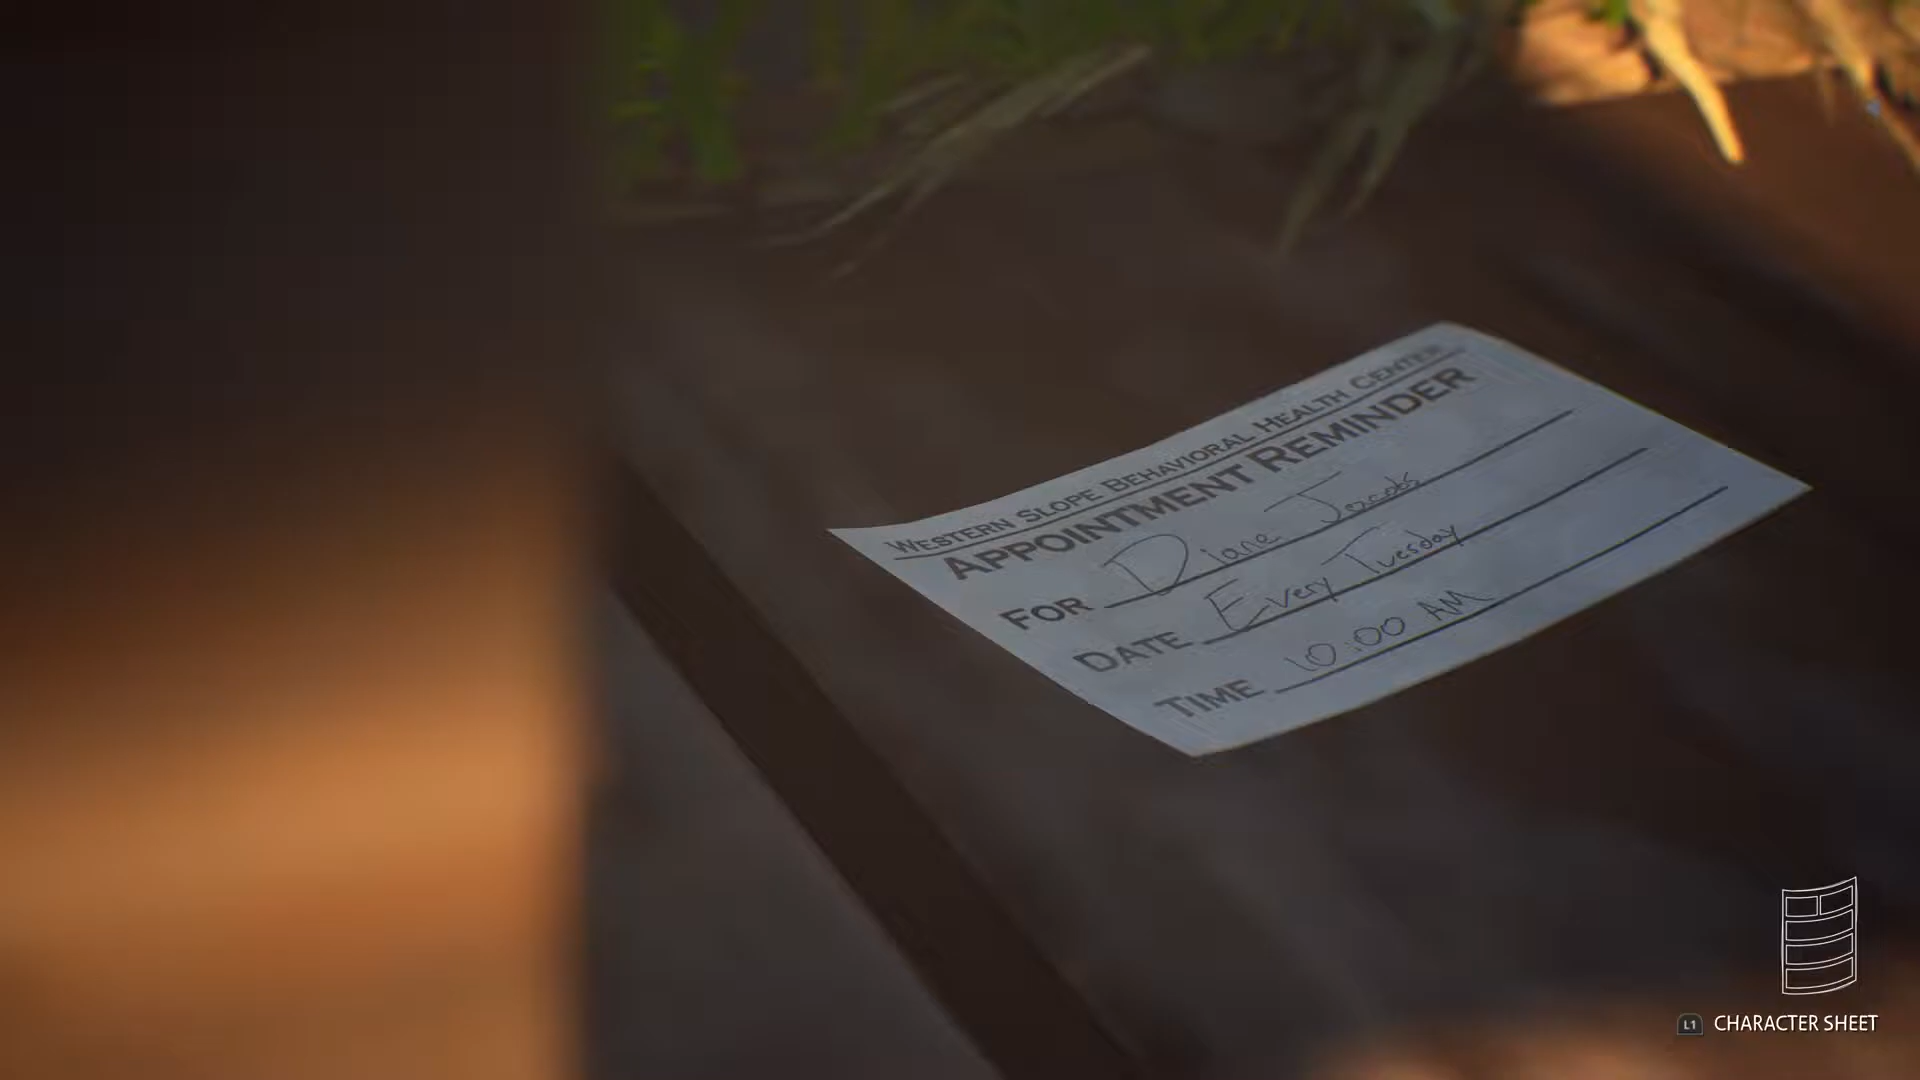 WESTERN SLOPE BEHAVIORAL HEALTH CENTER
APPOINTMENT REMINDER
FOR Diane Jacobs
DATE Every Tuesday
TIME 10:00 AM
L1 CHARACTER SHEET